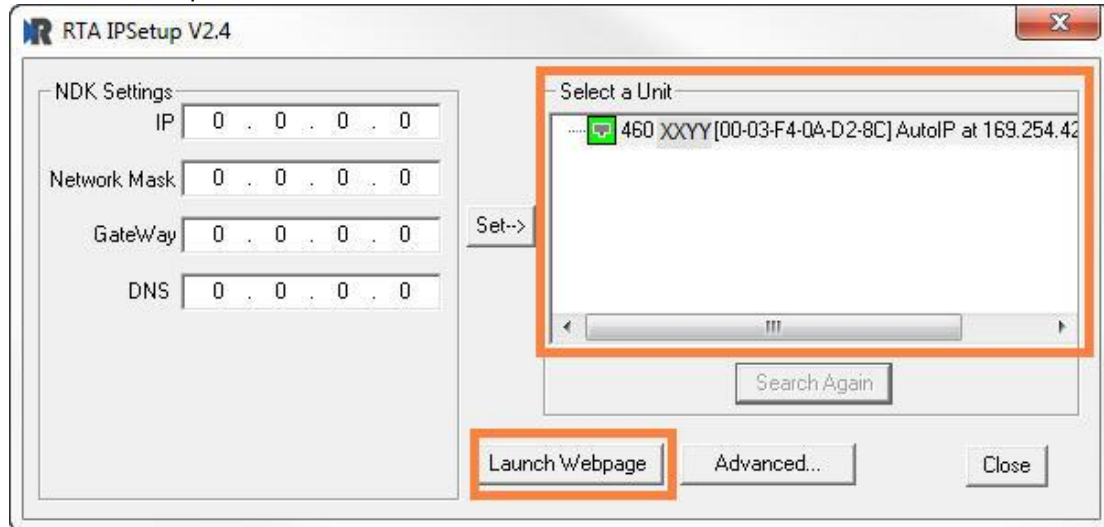 RTA IPSetup V2.4
NDK Settings
IP 0 . 0 . 0 . 0
Network Mask 0 . 0 . 0 . 0
GateWay 0 . 0 . 0 . 0
DNS 0 . 0 . 0 . 0
Set-->
Select a Unit
460 XXYY [00-03-F4-0A-D2-8C] AutoIP at 169.254.42
Search Again
Launch Webpage
Advanced...
Close